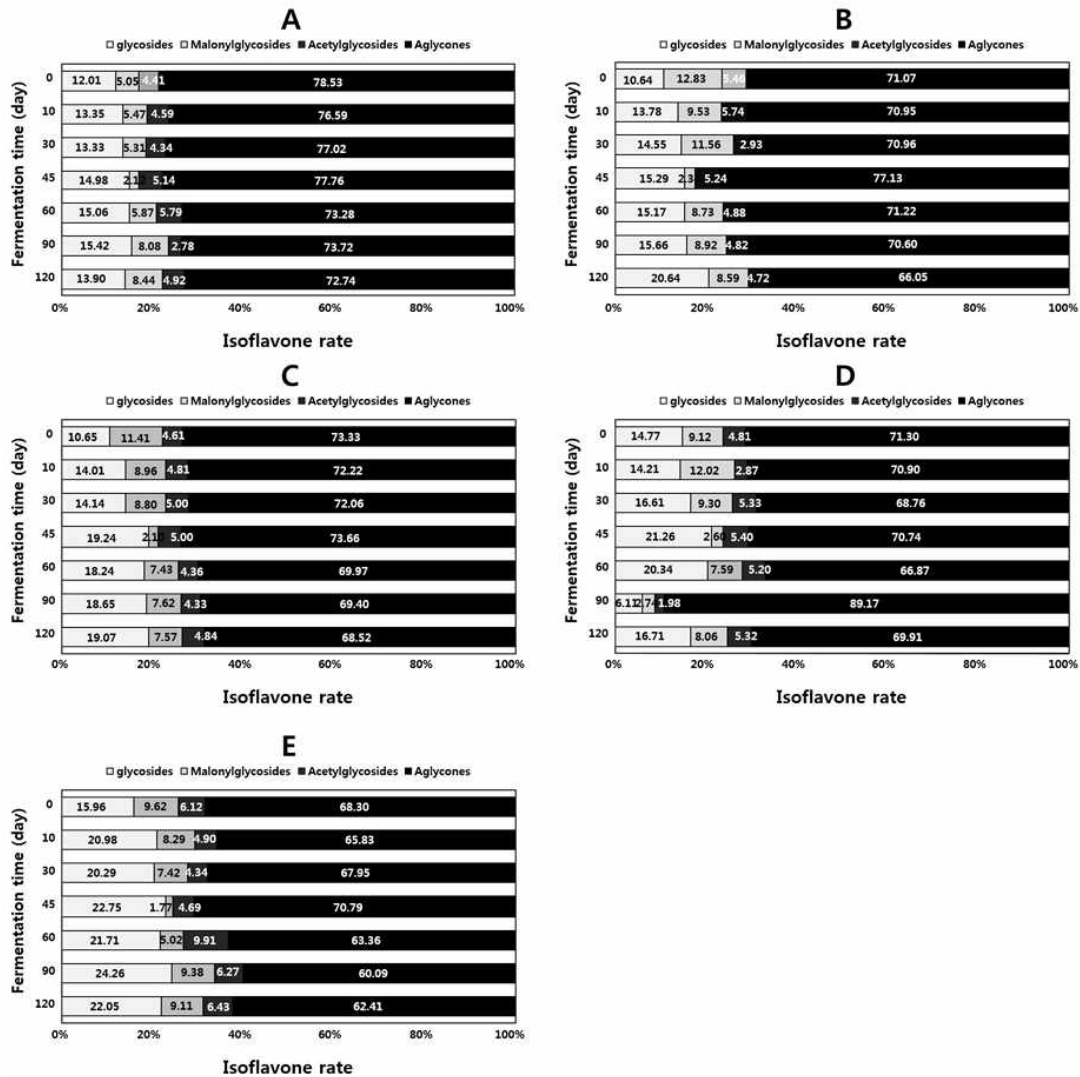 A
glycosides Malonylglycosides Acetylglycosides Aglycones
Fermentation time (day)
0 12.01 5.05 4.41 78.53
10 13.35 5.47 4.59 76.59
30 13.33 5.31 4.34 77.02
45 14.98 2.12 5.14 77.76
60 15.06 5.87 5.79 73.28
90 15.42 8.08 2.78 73.72
120 13.90 8.44 4.92 72.74
0% 20% 40% 60% 80% 100%
Isoflavone rate
B
glycosides Malonylglycosides Acetylglycosides Aglycones
Fermentation time (day)
0 10.64 12.83 5.46 71.07
10 13.78 9.53 5.74 70.95
30 14.55 11.56 2.93 70.96
45 15.29 2.3 5.24 77.13
60 15.17 8.73 4.88 71.22
90 15.66 8.92 4.82 70.60
120 20.64 8.59 4.72 66.05
0% 20% 40% 60% 80% 100%
Isoflavone rate
C
glycosides Malonylglycosides Acetylglycosides Aglycones
Fermentation time (day)
0 10.65 11.41 4.61 73.33
10 14.01 8.96 4.81 72.22
30 14.14 8.80 5.00 72.06
45 19.24 2.10 5.00 73.66
60 18.24 7.43 4.36 69.97
90 18.65 7.62 4.33 69.40
120 19.07 7.57 4.84 68.52
0% 20% 40% 60% 80% 100%
Isoflavone rate
D
glycosides Malonylglycosides Acetylglycosides Aglycones
Fermentation time (day)
0 14.77 9.12 4.81 71.30
10 14.21 12.02 2.87 70.90
30 16.61 9.30 5.33 68.76
45 21.26 2.60 5.40 70.74
60 20.34 7.59 5.20 66.87
90 6.11 2.74 1.98 89.17
120 16.71 8.06 5.32 69.91
0% 20% 40% 60% 80% 100%
Isoflavone rate
E
glycosides Malonylglycosides Acetylglycosides Aglycones
Fermentation time (day)
0 15.96 9.62 6.12 68.30
10 20.98 8.29 4.90 65.83
30 20.29 7.42 4.34 67.95
45 22.75 1.77 4.69 70.79
60 21.71 5.02 9.91 63.36
90 24.26 9.38 6.27 60.09
120 22.05 9.11 6.43 62.41
0% 20% 40% 60% 80% 100%
Isoflavone rate